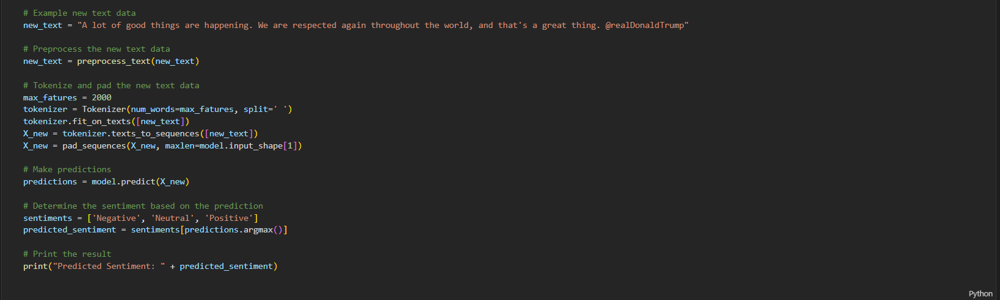 # Example new text data
new_text = "A lot of good things are happening. We are respected again throughout the world, and that's a great thing. @realDonaldTrump"
# Preprocess the new text data
new_text = preprocess_text(new_text)
# Tokenize and pad the new text data
max_fatures = 2000
tokenizer = Tokenizer(num_words=max_fatures, split=' ')
tokenizer.fit_on_texts([new_text])
X_new = tokenizer.texts_to_sequences([new_text])
X_new = pad_sequences(X_new, maxlen=model.input_shape[1])
# Make predictions
predictions = model.predict(X_new)
# Determine the sentiment based on the prediction
sentiments = ['Negative', 'Neutral', 'Positive']
predicted_sentiment = sentiments[predictions.argmax()]
# Print the result
print("Predicted Sentiment: " + predicted_sentiment)
Python